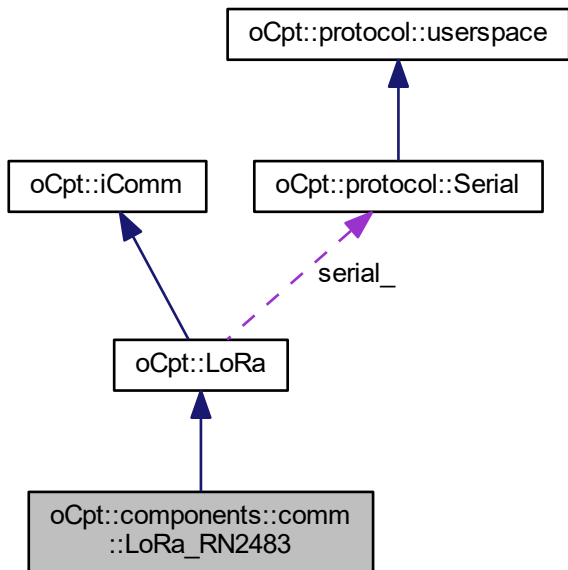 oCpt::protocol::userspace
oCpt::iComm
oCpt::protocol::Serial
serial_
oCpt::LoRa
oCpt::components::comm
::LoRa_RN2483